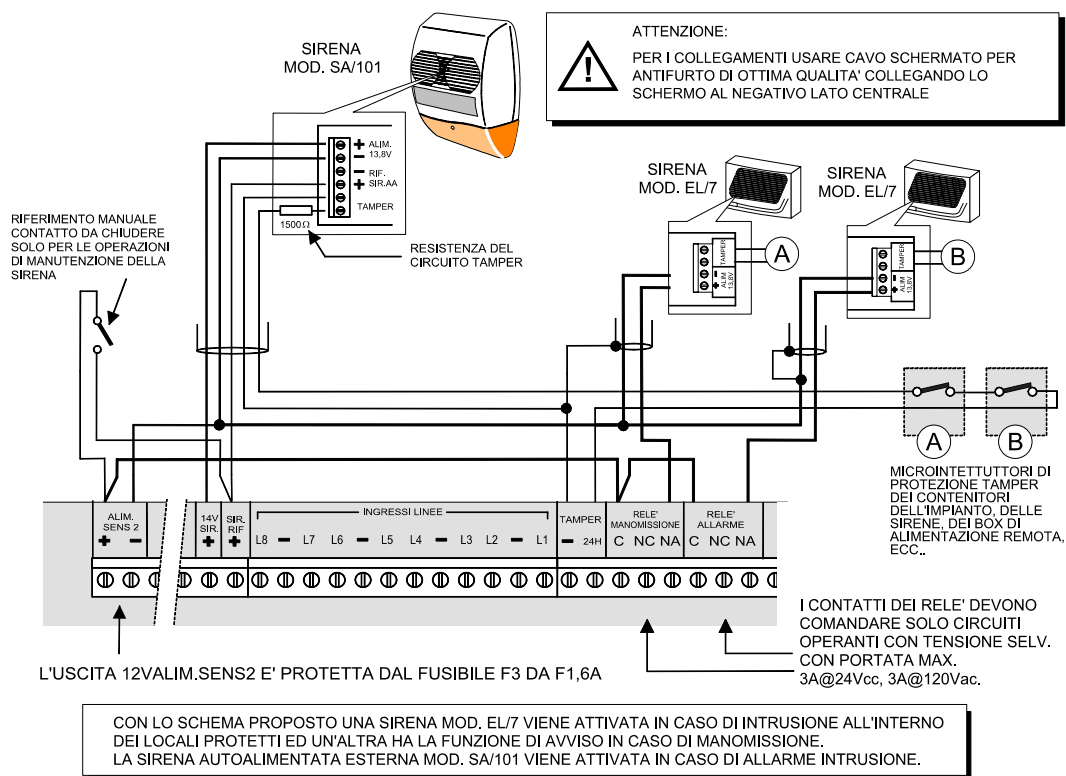 SIRENA
MOD. SA/101
ATTENZIONE:
PER I COLLEGAMENTI USARE CAVO SCHERMATO PER
ANTIFURTO DI OTTIMA QUALITA' COLLEGANDO LO
SCHERMO AL NEGATIVO LATO CENTRALE
!
+ ALIM.
- 13,8V
- RIF.
+ SIR.AA
TAMPER
1500Ω
RESISTENZA DEL
CIRCUITO TAMPER
SIRENA
MOD. EL/7
TAMPER
- +
ALIM
13,8V
A
SIRENA
MOD. EL/7
TAMPER
- +
ALIM
13,8V
B
RIFERIMENTO MANUALE
CONTATTO DA CHIUDERE
SOLO PER LE OPERAZIONI
DI MANUTENZIONE DELLA
SIRENA
A
B
MICROINTETTUTTORI DI
PROTEZIONE TAMPER
DEI CONTENITORI
DELL'IMPIANTO, DELLE
SIRENE, DEI BOX DI
ALIMENTAZIONE REMOTA,
ECC..
ALIM.
SENS 2
+ -
14V
SIR.
+
SIR.
RIF
+
INGRESSI LINEE
L8 - L7 L6 - L5 L4 - L3 L2 - L1
TAMPER
- 24H
RELE'
MANOMISSIONE
C NC NA
RELE'
ALLARME
C NC NA
L'USCITA 12VALIM.SENS2 E' PROTETTA DAL FUSIBILE F3 DA F1,6A
I CONTATTI DEI RELE' DEVONO
COMANDARE SOLO CIRCUITI
OPERANTI CON TENSIONE SELV.
CON PORTATA MAX.
3A@24Vcc, 3A@120Vac.
CON LO SCHEMA PROPOSTO UNA SIRENA MOD. EL/7 VIENE ATTIVATA IN CASO DI INTRUSIONE ALL'INTERNO
DEI LOCALI PROTETTI ED UN'ALTRA HA LA FUNZIONE DI AVVISO IN CASO DI MANOMISSIONE.
LA SIRENA AUTOALIMENTATA ESTERNA MOD. SA/101 VIENE ATTIVATA IN CASO DI ALLARME INTRUSIONE.